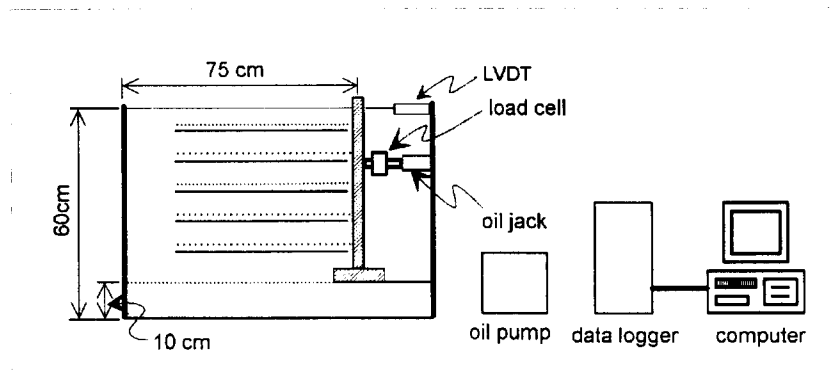 75 cm
LVDT
load cell
60cm
oil jack
10 cm
oil pump
data logger
computer